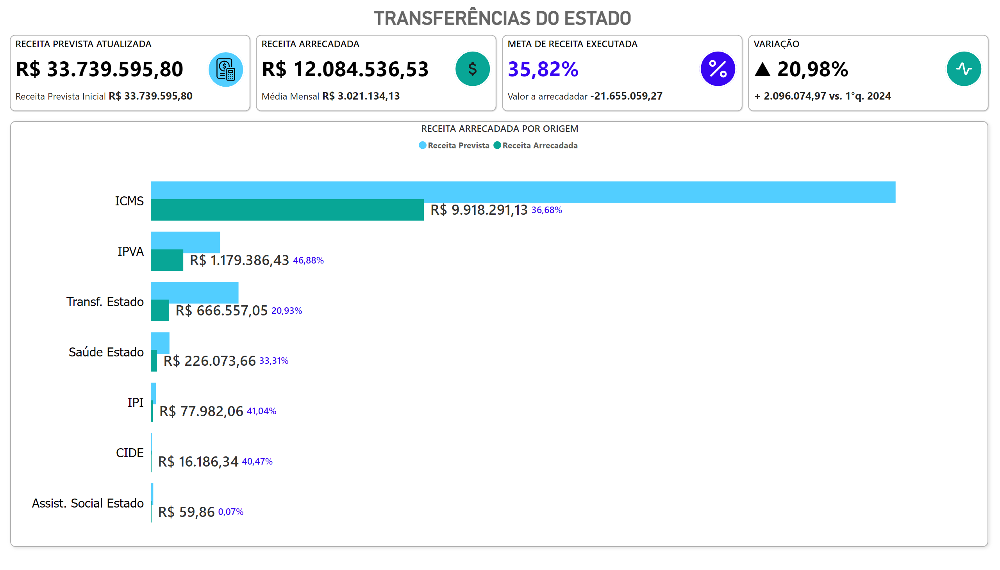 TRANSFERÊNCIAS DO ESTADO
RECEITA PREVISTA ATUALIZADA
R$ 33.739.595,80
Receita Prevista Inicial R$ 33.739.595,80
RECEITA ARRECADADA
R$ 12.084.536,53
Média Mensal R$ 3.021.134,13
META DE RECEITA EXECUTADA
35,82%
Valor a arrecadadar -21.655.059,27
VARIAÇÃO
▲ 20,98%
+ 2.096.074,97 vs. 1°q. 2024
RECEITA ARRECADADA POR ORIGEM
Receita Prevista Receita Arrecadada
ICMS R$ 9.918.291,13 36,68%
IPVA R$ 1.179.386,43 46,88%
Transf. Estado R$ 666.557,05 20,93%
Saúde Estado R$ 226.073,66 33,31%
IPI R$ 77.982,06 41,04%
CIDE R$ 16.186,34 40,47%
Assist. Social Estado R$ 59,86 0,07%